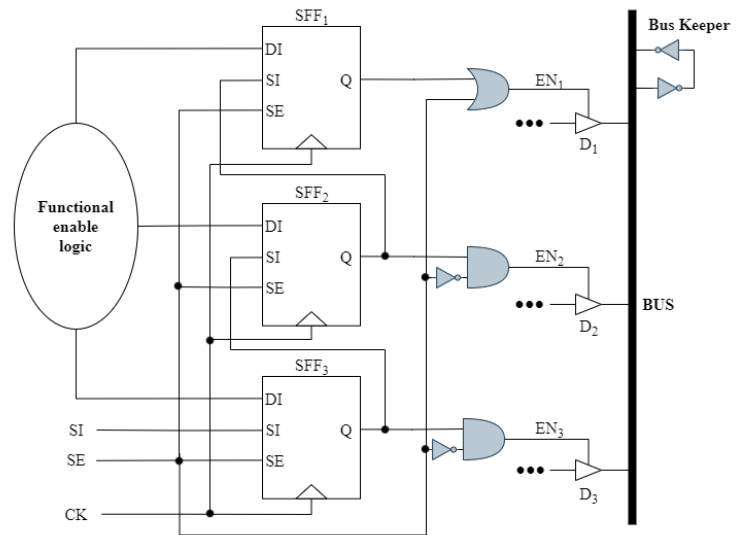 SFF1
Bus Keeper
DI
SI
Q
SE
EN1
D1
Functional
enable
logic
SFF2
DI
SI
Q
SE
EN2
D2
BUS
SFF3
DI
SI
SI
Q
SE
SE
EN3
D3
CK